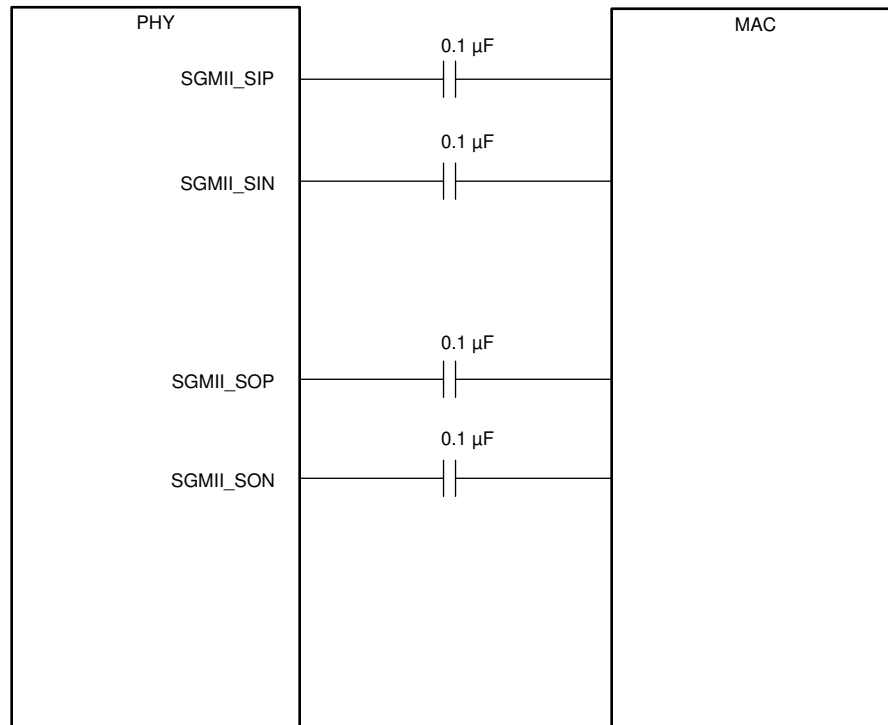 PHY
MAC
0.1 µF
SGMII_SIP
0.1 µF
SGMII_SIN
0.1 µF
SGMII_SOP
0.1 µF
SGMII_SON